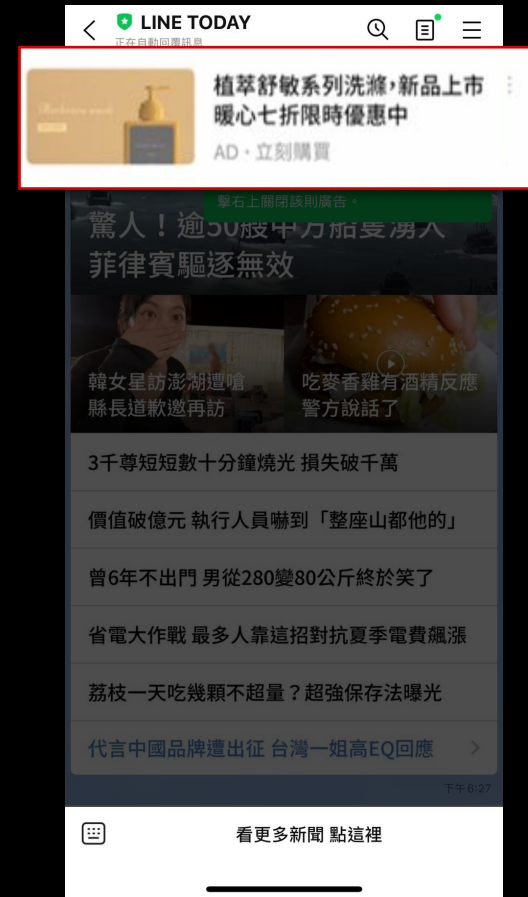 LINE TODAY
正在自動回覆訊息
植萃舒敏系列洗滌,新品上市
暖心七折限時優惠中
AD・立刻購買
擊右上關閉該則廣告。
驚人！逾50艘中方船隻湧入
菲律賓驅逐無效
韓女星訪澎湖遭嗆
縣長道歉邀再訪
吃麥香雞有酒精反應
警方說話了
3千尊短短數十分鐘燒光 損失破千萬
價值破億元 執行人員嚇到「整座山都他的」
曾6年不出門 男從280變80公斤終於笑了
省電大作戰 最多人靠這招對抗夏季電費飆漲
荔枝一天吃幾顆不超量？超強保存法曝光
代言中國品牌遭出征 台灣一姐高EQ回應
下午6:27
看更多新聞 點這裡